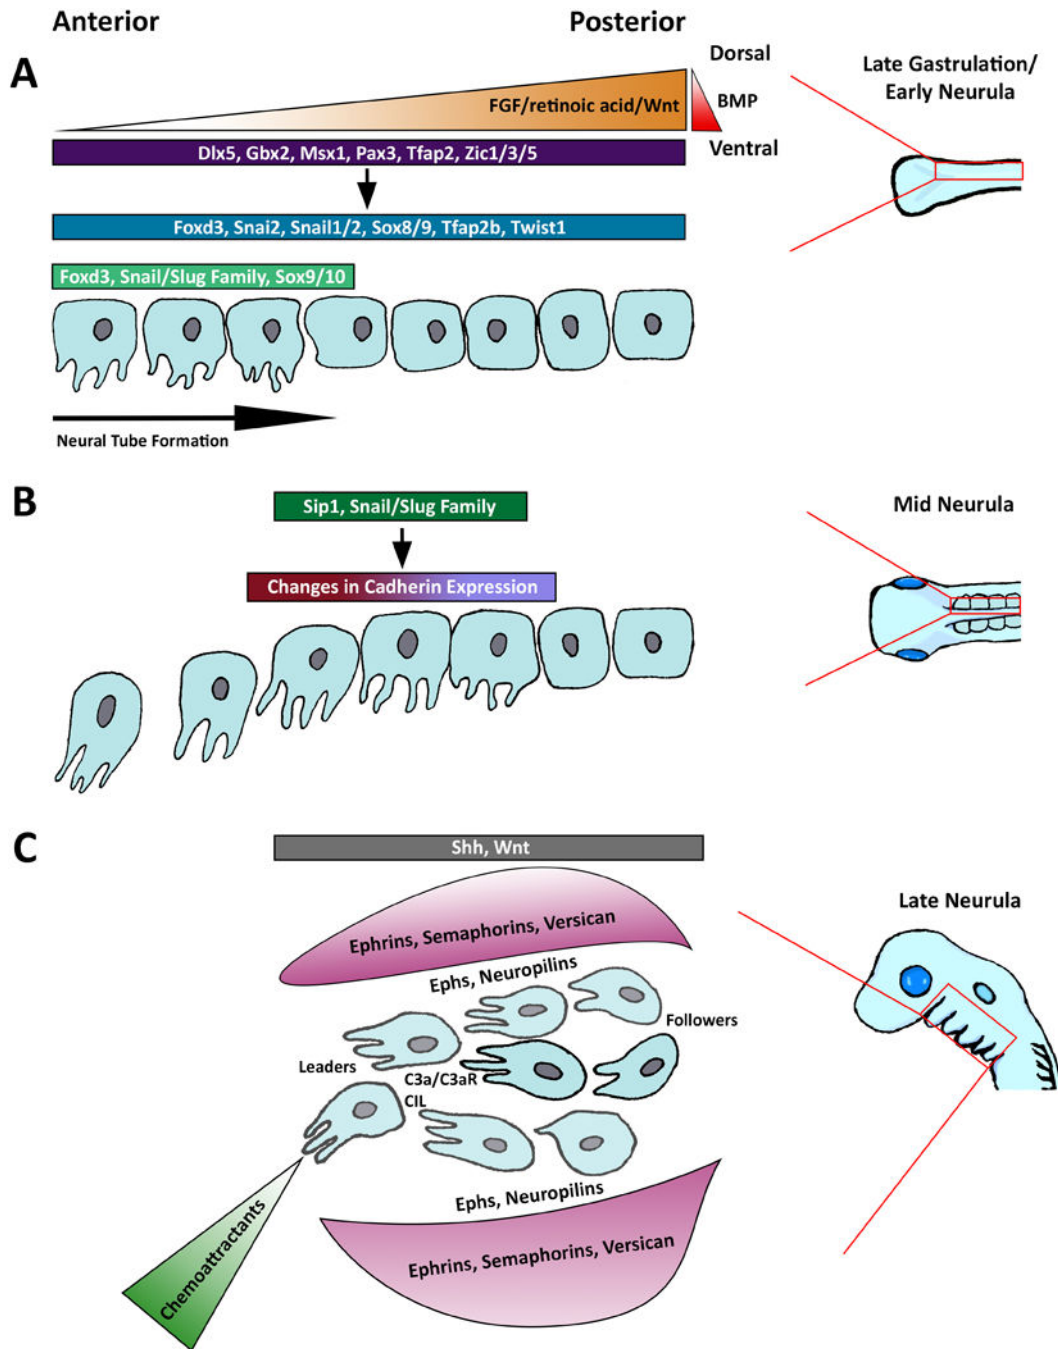 Anterior
Posterior
A
Dorsal
FGF/retinoic acid/Wnt
BMP
Ventral
Late Gastrulation/
Early Neurula
Dlx5, Gbx2, Msx1, Pax3, Tfap2, Zic1/3/5
Foxd3, Snai2, Snail1/2, Sox8/9, Tfap2b, Twist1
Foxd3, Snail/Slug Family, Sox9/10
Neural Tube Formation
B
Sip1, Snail/Slug Family
Mid Neurula
Changes in Cadherin Expression
C
Shh, Wnt
Late Neurula
Ephrins, Semaphorins, Versican
Ephs, Neuropilins
Followers
Leaders
C3a/C3aR
CIL
Ephs, Neuropilins
Chemoattractants
Ephrins, Semaphorins, Versican